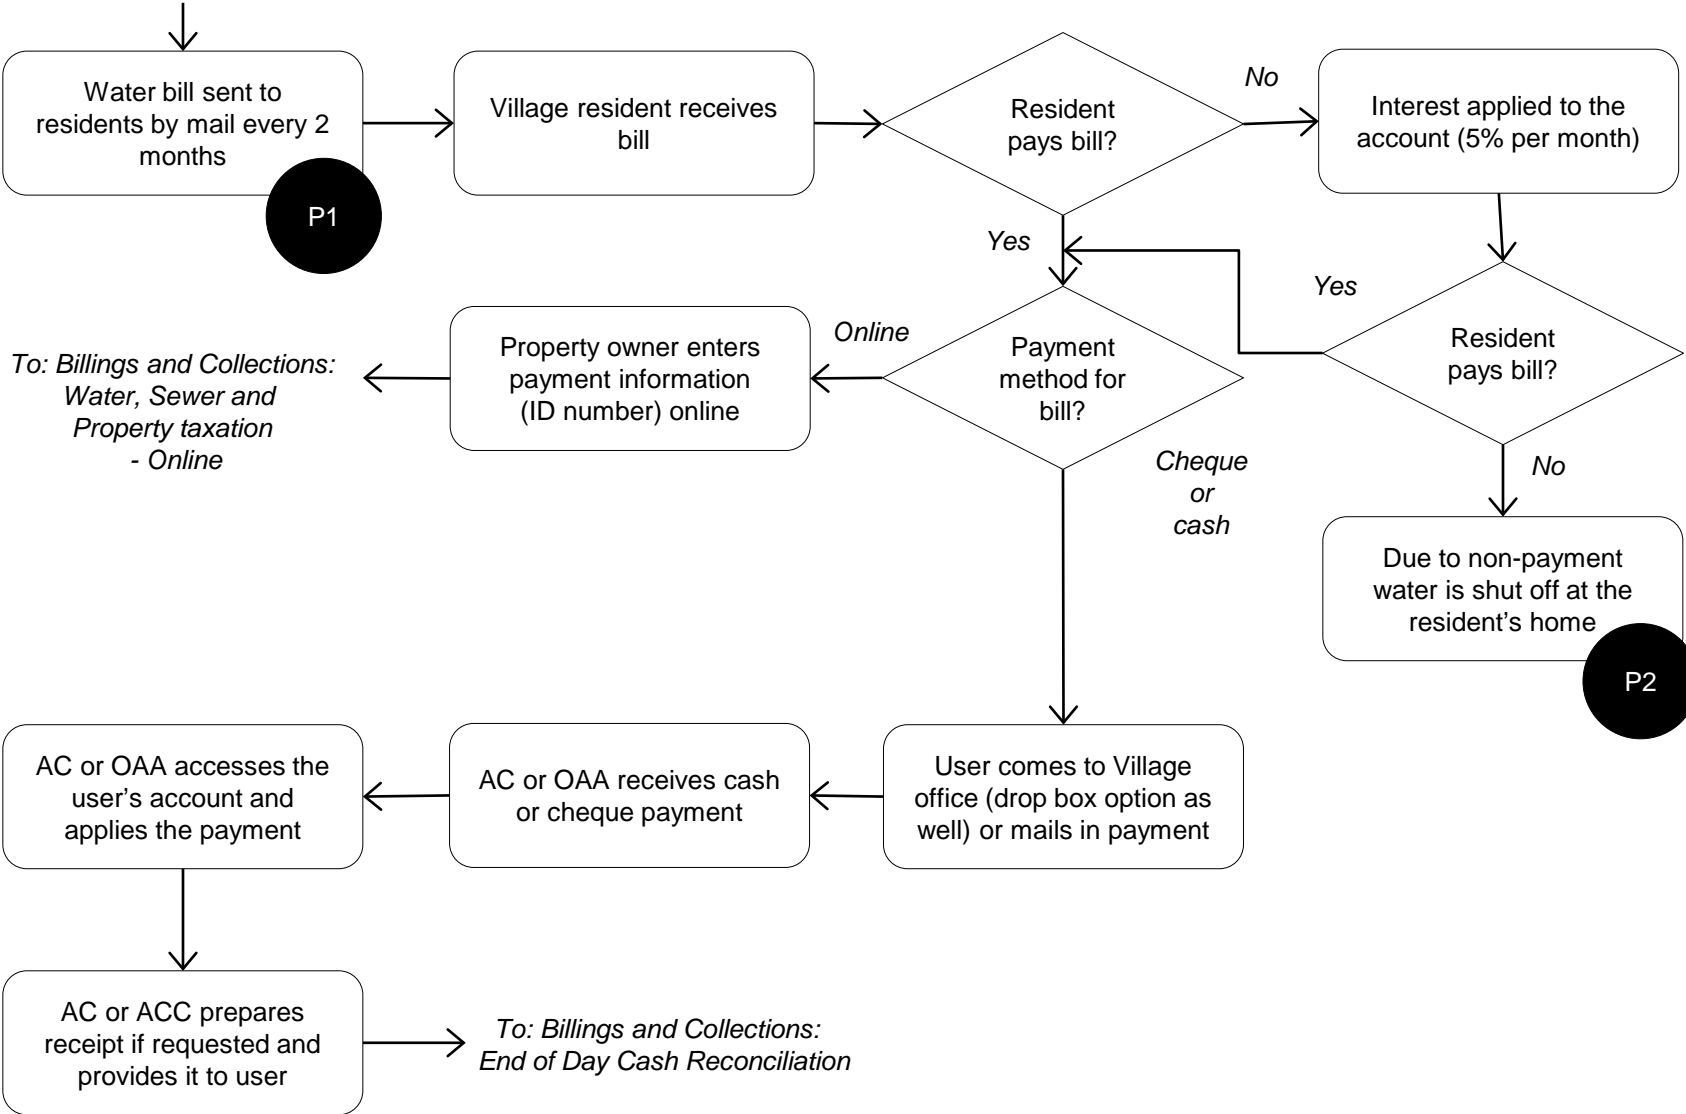 Water bill sent to
residents by mail every 2
months
P1
Village resident receives
bill
Resident
pays bill?
No
Interest applied to the
account (5% per month)
Yes
Yes
Resident
pays bill?
No
Due to non-payment
water is shut off at the
resident's home
P2
Payment
method for
bill?
Online
Property owner enters
payment information
(ID number) online
To: Billings and Collections:
Water, Sewer and
Property taxation
- Online
Cheque
or
cash
User comes to Village
office (drop box option as
well) or mails in payment
AC or OAA receives cash
or cheque payment
AC or OAA accesses the
user's account and
applies the payment
AC or ACC prepares
receipt if requested and
provides it to user
To: Billings and Collections:
End of Day Cash Reconciliation